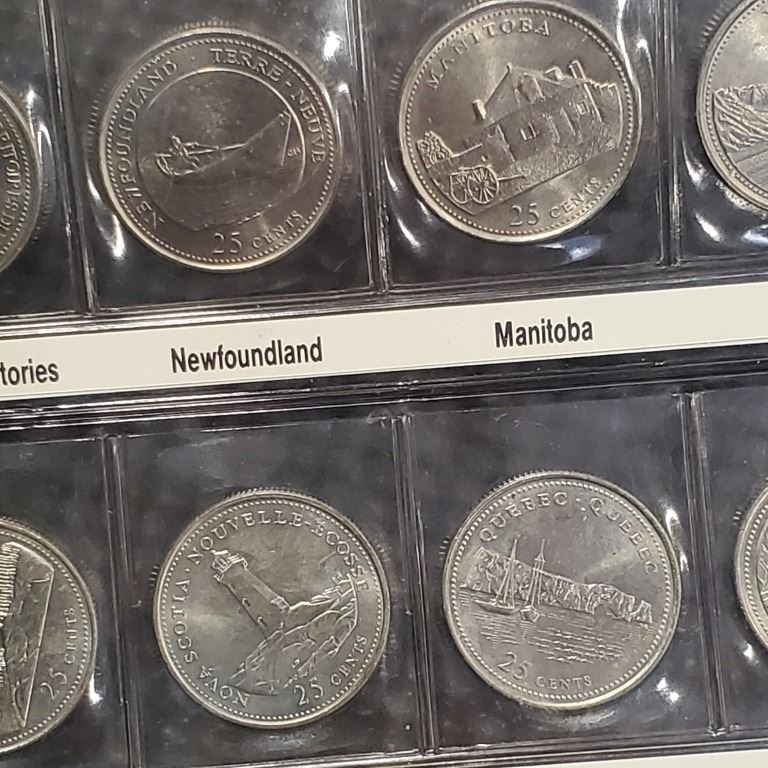 NEWFOUNDLAND · TERRE-NEUVE
25 CENTS
MANITOBA
25 CENTS
tories
Newfoundland
Manitoba
25 CENTS
NOVA SCOTIA · NOUVELLE-ÉCOSSE
25 CENTS
QUEBEC · QUÉBEC
25 CENTS